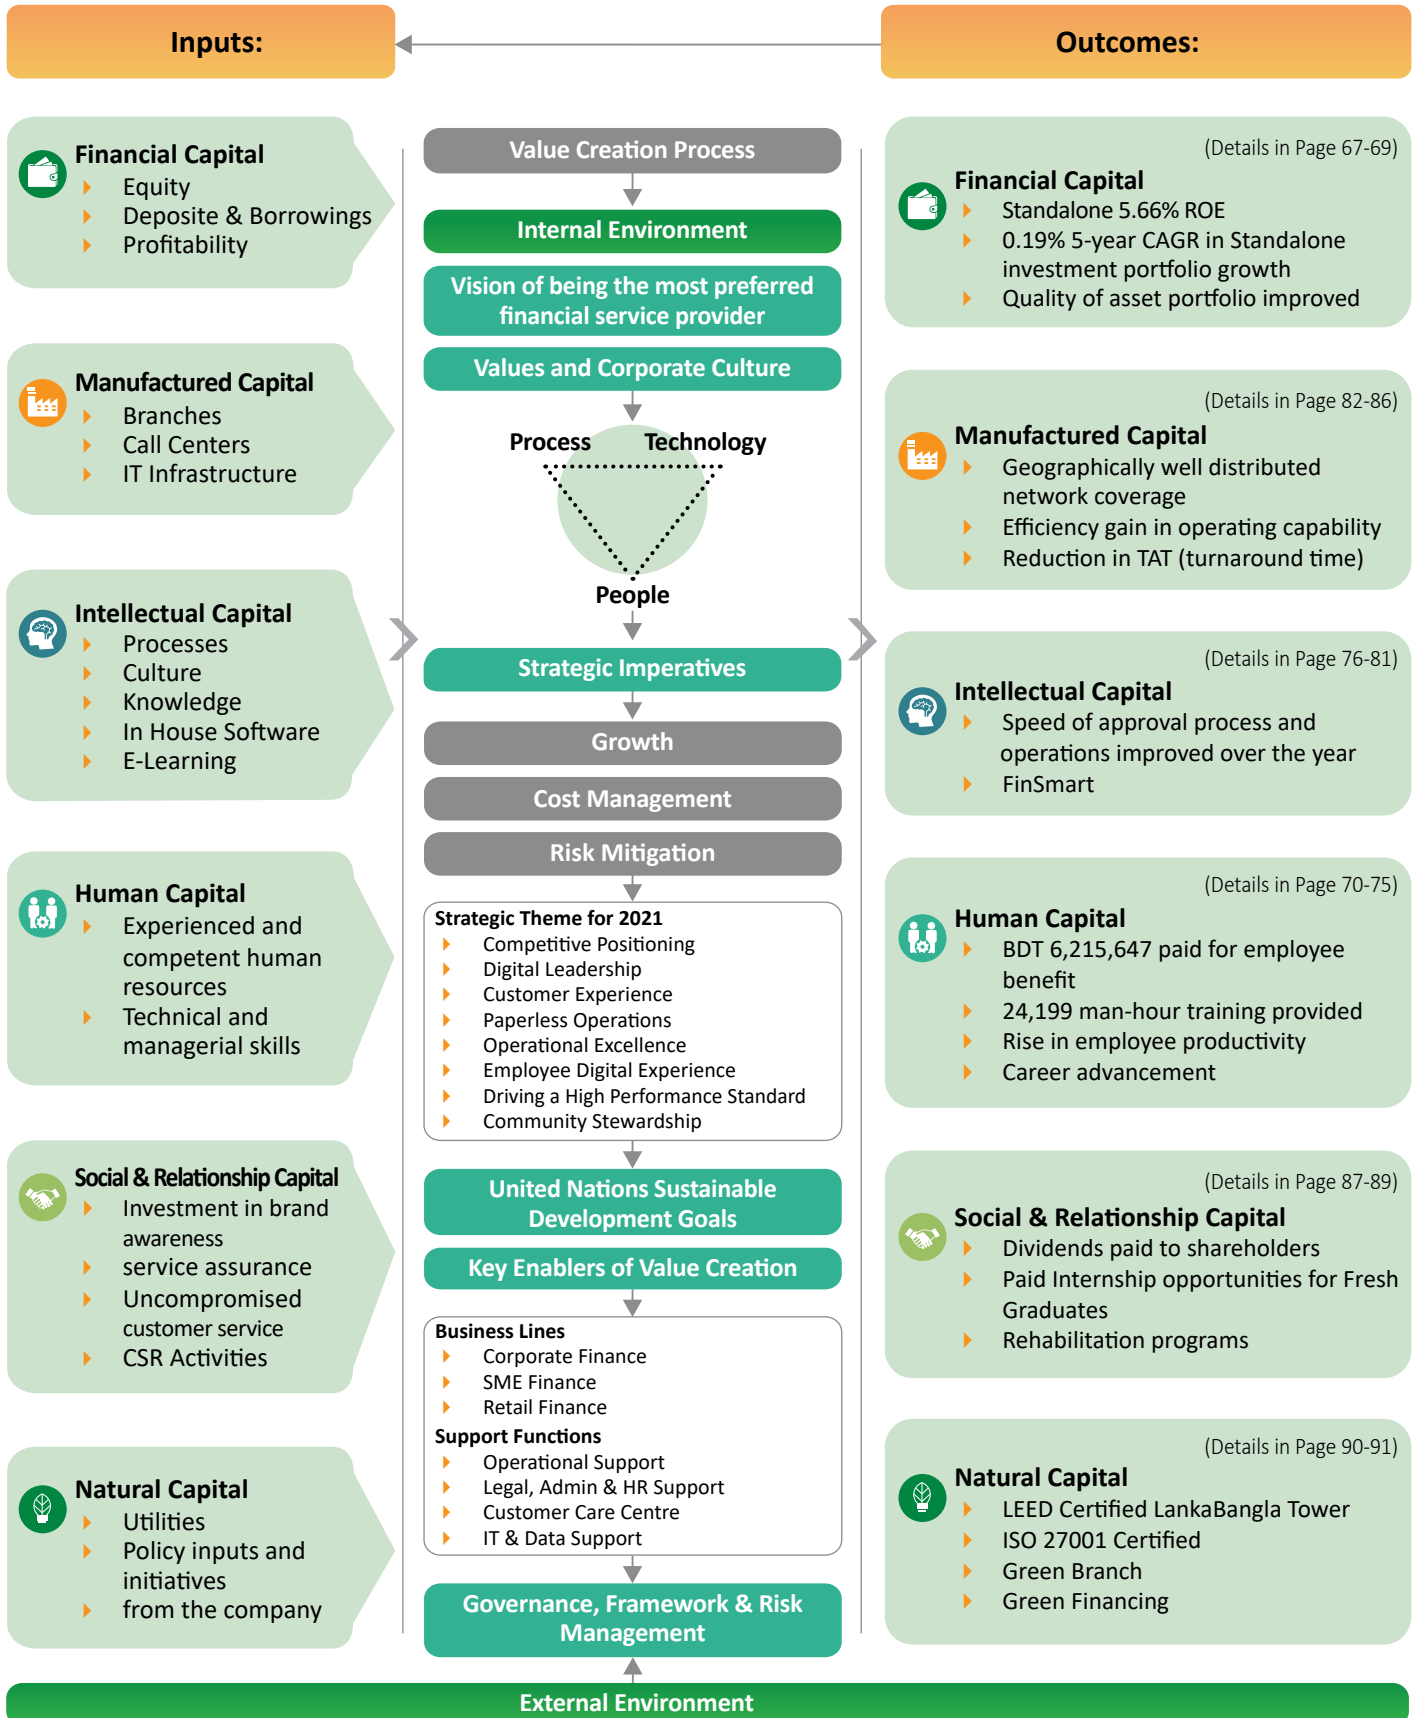 Inputs:
Outcomes:
Financial Capital
Equity
Deposite & Borrowings
Profitability
Manufactured Capital
Branches
Call Centers
IT Infrastructure
Intellectual Capital
Processes
Culture
Knowledge
In House Software
E-Learning
Human Capital
Experienced and
competent human
resources
Technical and
managerial skills
Social & Relationship Capital
Investment in brand
awareness
service assurance
Uncompromised
customer service
CSR Activities
Natural Capital
Utilities
Policy inputs and
initiatives
from the company
Value Creation Process
Internal Environment
Vision of being the most preferred
financial service provider
Values and Corporate Culture
Process Technology
People
Strategic Imperatives
Growth
Cost Management
Risk Mitigation
Strategic Theme for 2021
Competitive Positioning
Digital Leadership
Customer Experience
Paperless Operations
Operational Excellence
Employee Digital Experience
Driving a High Performance Standard
Community Stewardship
United Nations Sustainable
Development Goals
Key Enablers of Value Creation
Business Lines
Corporate Finance
SME Finance
Retail Finance
Support Functions
Operational Support
Legal, Admin & HR Support
Customer Care Centre
IT & Data Support
Governance, Framework & Risk
Management
(Details in Page 67-69)
Financial Capital
Standalone 5.66% ROE
0.19% 5-year CAGR in Standalone
investment portfolio growth
Quality of asset portfolio improved
(Details in Page 82-86)
Manufactured Capital
Geographically well distributed
network coverage
Efficiency gain in operating capability
Reduction in TAT (turnaround time)
(Details in Page 76-81)
Intellectual Capital
Speed of approval process and
operations improved over the year
FinSmart
(Details in Page 70-75)
Human Capital
BDT 6,215,647 paid for employee
benefit
24,199 man-hour training provided
Rise in employee productivity
Career advancement
(Details in Page 87-89)
Social & Relationship Capital
Dividends paid to shareholders
Paid Internship opportunities for Fresh
Graduates
Rehabilitation programs
(Details in Page 90-91)
Natural Capital
LEED Certified LankaBangla Tower
ISO 27001 Certified
Green Branch
Green Financing
External Environment